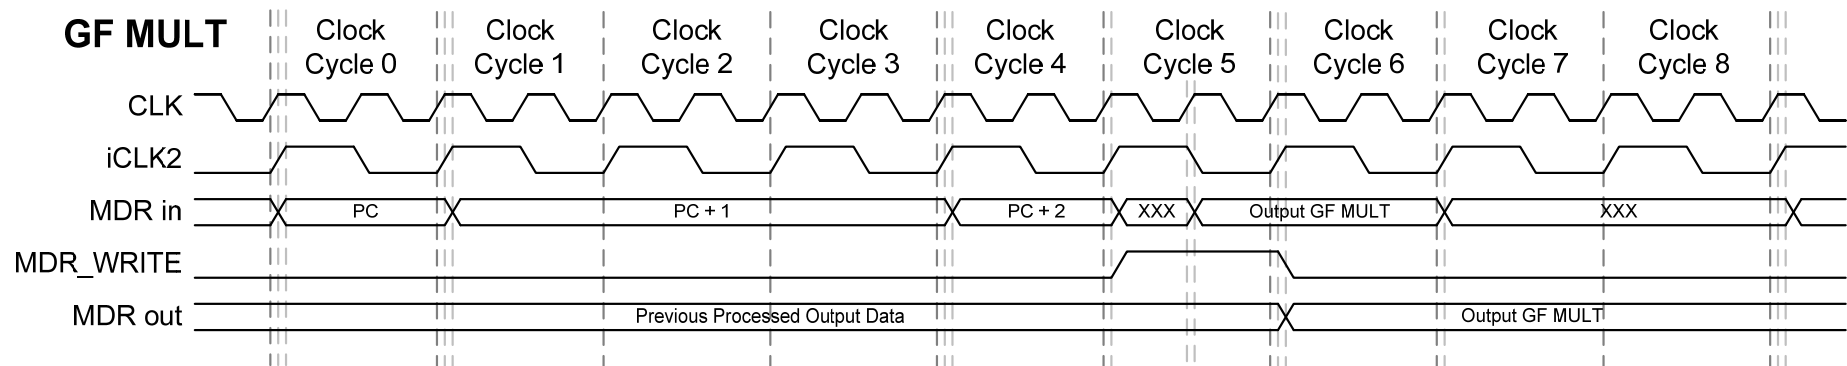 GF MULT
Clock Cycle 0
Clock Cycle 1
Clock Cycle 2
Clock Cycle 3
Clock Cycle 4
Clock Cycle 5
Clock Cycle 6
Clock Cycle 7
Clock Cycle 8
CLK
iCLK2
MDR in
PC
PC + 1
PC + 2
XXX
Output GF MULT
XXX
MDR_WRITE
MDR out
Previous Processed Output Data
Output GF MULT